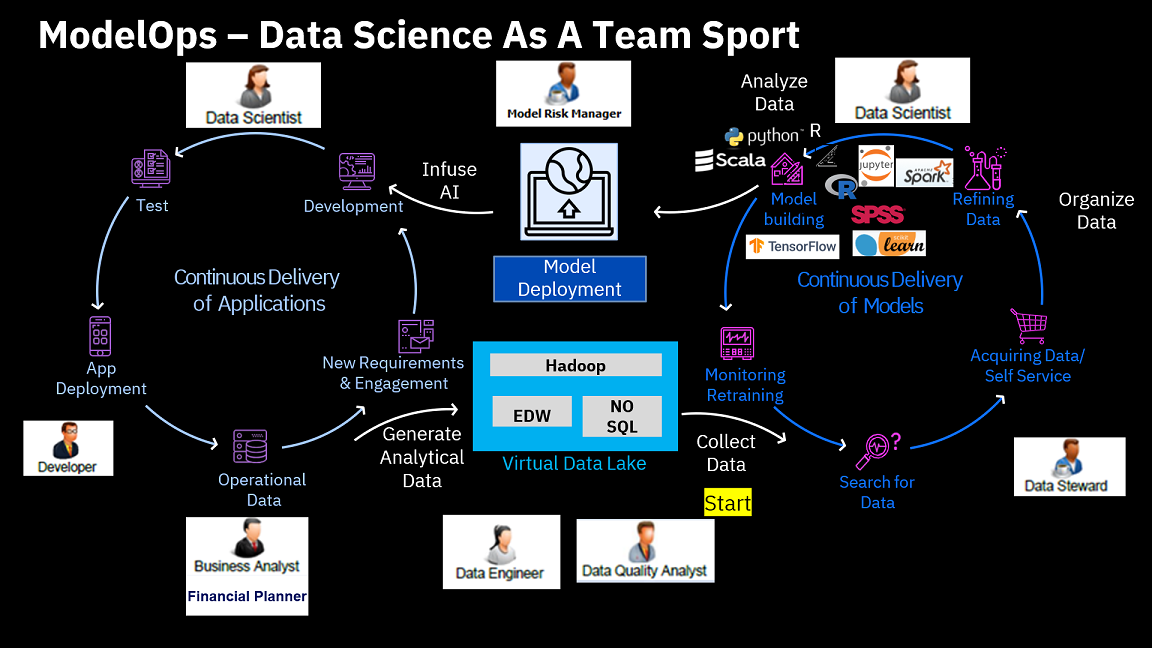 ModelOps – Data Science As A Team Sport
Data Scientist
Model Risk Manager
Analyze
Data
Data Scientist
python
R
Scala
Infuse
AI
Test
Development
Model
building
jupyter
APACHE
Spark
R
SPSS
Refining
Data
Organize
Data
TensorFlow
scikit
learn
Model
Deployment
Continuous Delivery
of Applications
Continuous Delivery
of Models
App
Deployment
New Requirements
& Engagement
Hadoop
EDW
NO
SQL
Virtual Data Lake
Monitoring
Retraining
Acquiring Data/
Self Service
Developer
Operational
Data
Generate
Analytical
Data
Collect
Data
Start
?
Search for
Data
Data Steward
Business Analyst
Financial Planner
Data Engineer
Data Quality Analyst